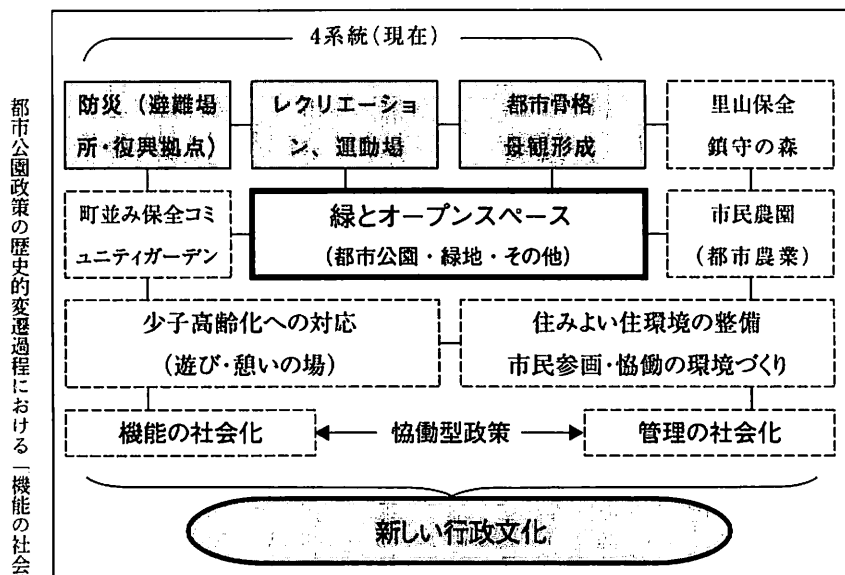 都市公園政策の歴史的変遷過程における「機能の社会
4系統(現在)
防災(避難場
所・復興拠点)
レクリエーショ
ン、運動場
都市骨格
景観形成
里山保全
鎮守の森
町並み保全コミ
ュニティガーデン
緑とオープンスペース
(都市公園・緑地・その他)
市民農園
(都市農業)
少子高齢化への対応
(遊び・憩いの場)
住みよい住環境の整備
市民参画・恊働の環境づくり
機能の社会化
恊働型政策
管理の社会化
新しい行政文化